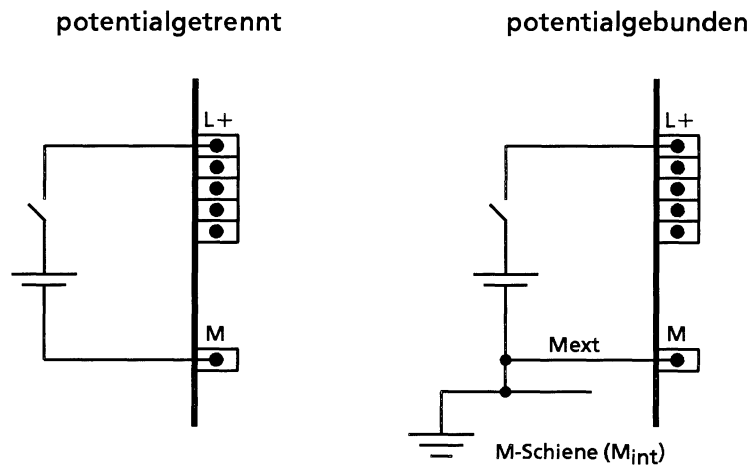 potentialgetrennt
potentialgebunden
L+
L+
M
Mext
M
M-Schiene (Mint)